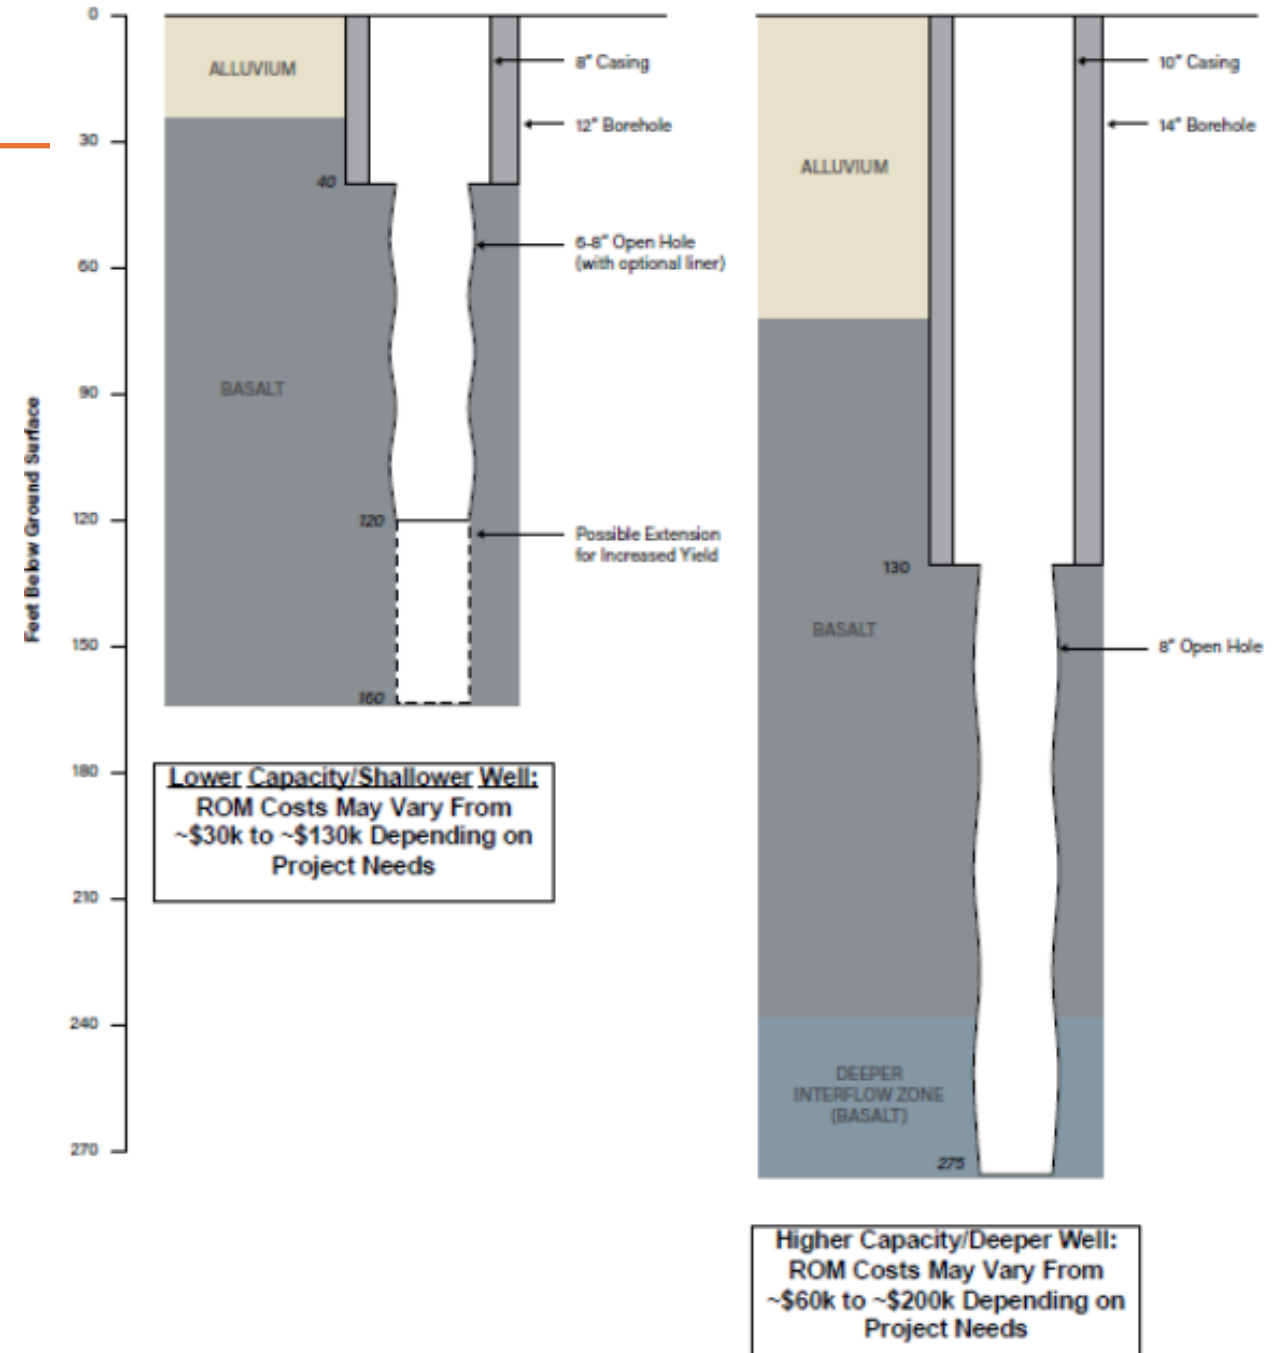 Feet Below Ground Surface
0
30
60
90
120
150
180
210
240
270
ALLUVIUM
BASALT
40
120
160
8" Casing
12" Borehole
6-8" Open Hole
(with optional liner)
Possible Extension
for Increased Yield
Lower Capacity/Shallower Well:
ROM Costs May Vary From
~$30k to ~$130k Depending on
Project Needs
ALLUVIUM
BASALT
DEEPER
INTERFLOW ZONE
(BASALT)
130
275
10" Casing
14" Borehole
8" Open Hole
Higher Capacity/Deeper Well:
ROM Costs May Vary From
~$60k to ~$200k Depending on
Project Needs